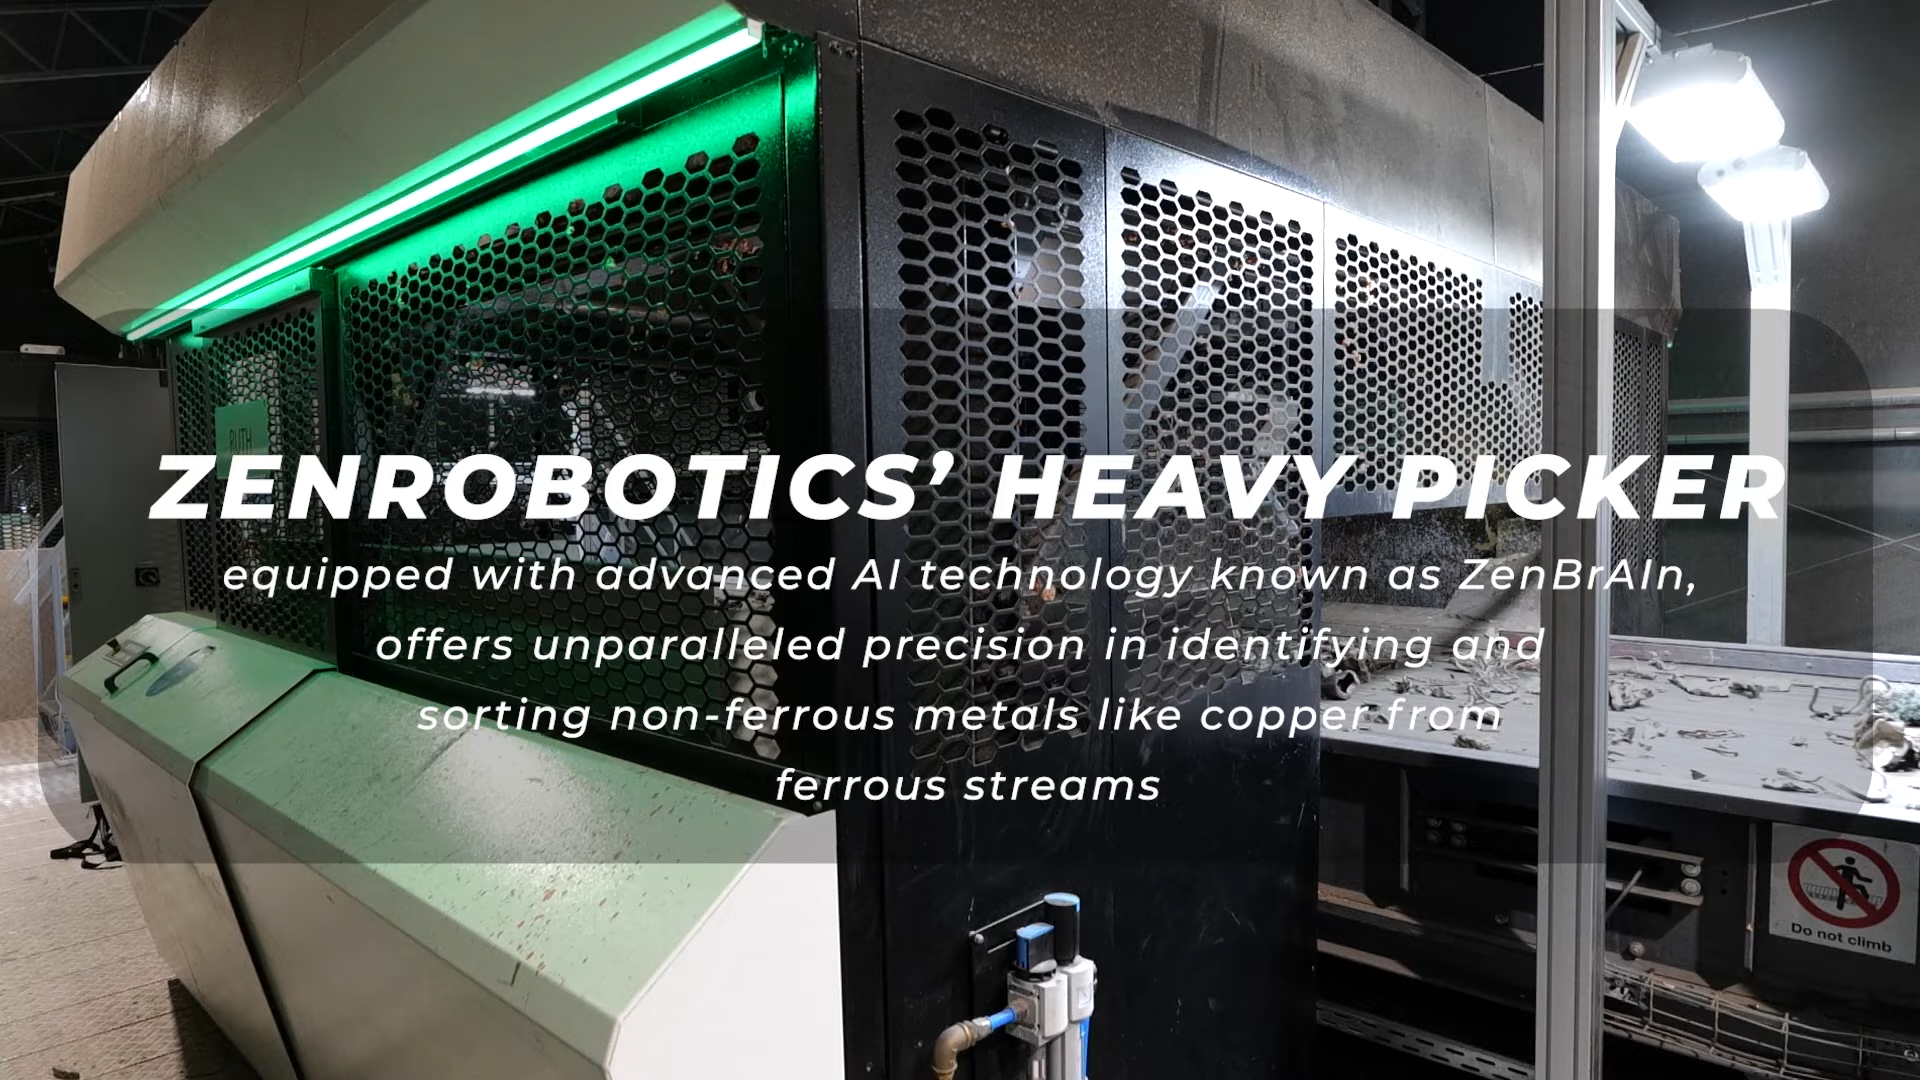 RUTH
ZENROBOTICS’ HEAVY PICKER
equipped with advanced AI technology known as ZenBrAIn,
offers unparalleled precision in identifying and
sorting non-ferrous metals like copper from
ferrous streams
Do not climb